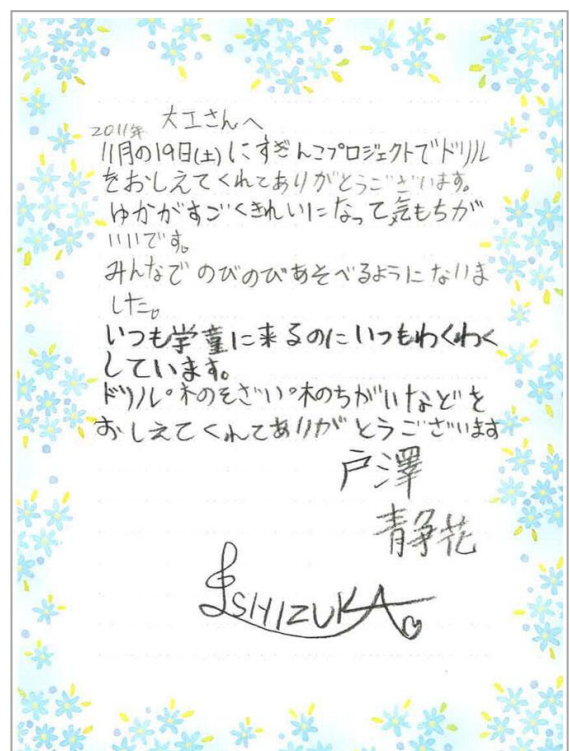 大工さんへ
2011年
11月の19日(土)にすぎんこプロジェクトでドリル
をおしえてくれてありがとうございます。
ゆかがすごくきれいになって気もちが
いいです。
みんなでのびのびあそべるようになりま
した。
いつも学童に来るのにいつもわくわく
しています。
ドリル・木のそざい・木のちがいなどを
おしえてくれてありがとうございます
戸澤
静花
SHIZUKA